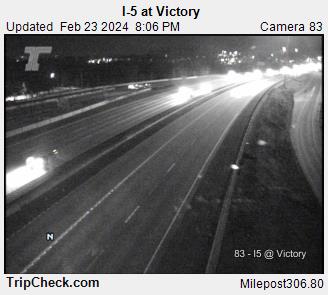 I-5 at Victory
Updated Feb 23 2024 8:06 PM Camera 83
T
N
83 - I5 @ Victory
TripCheck.com Milepost306.80